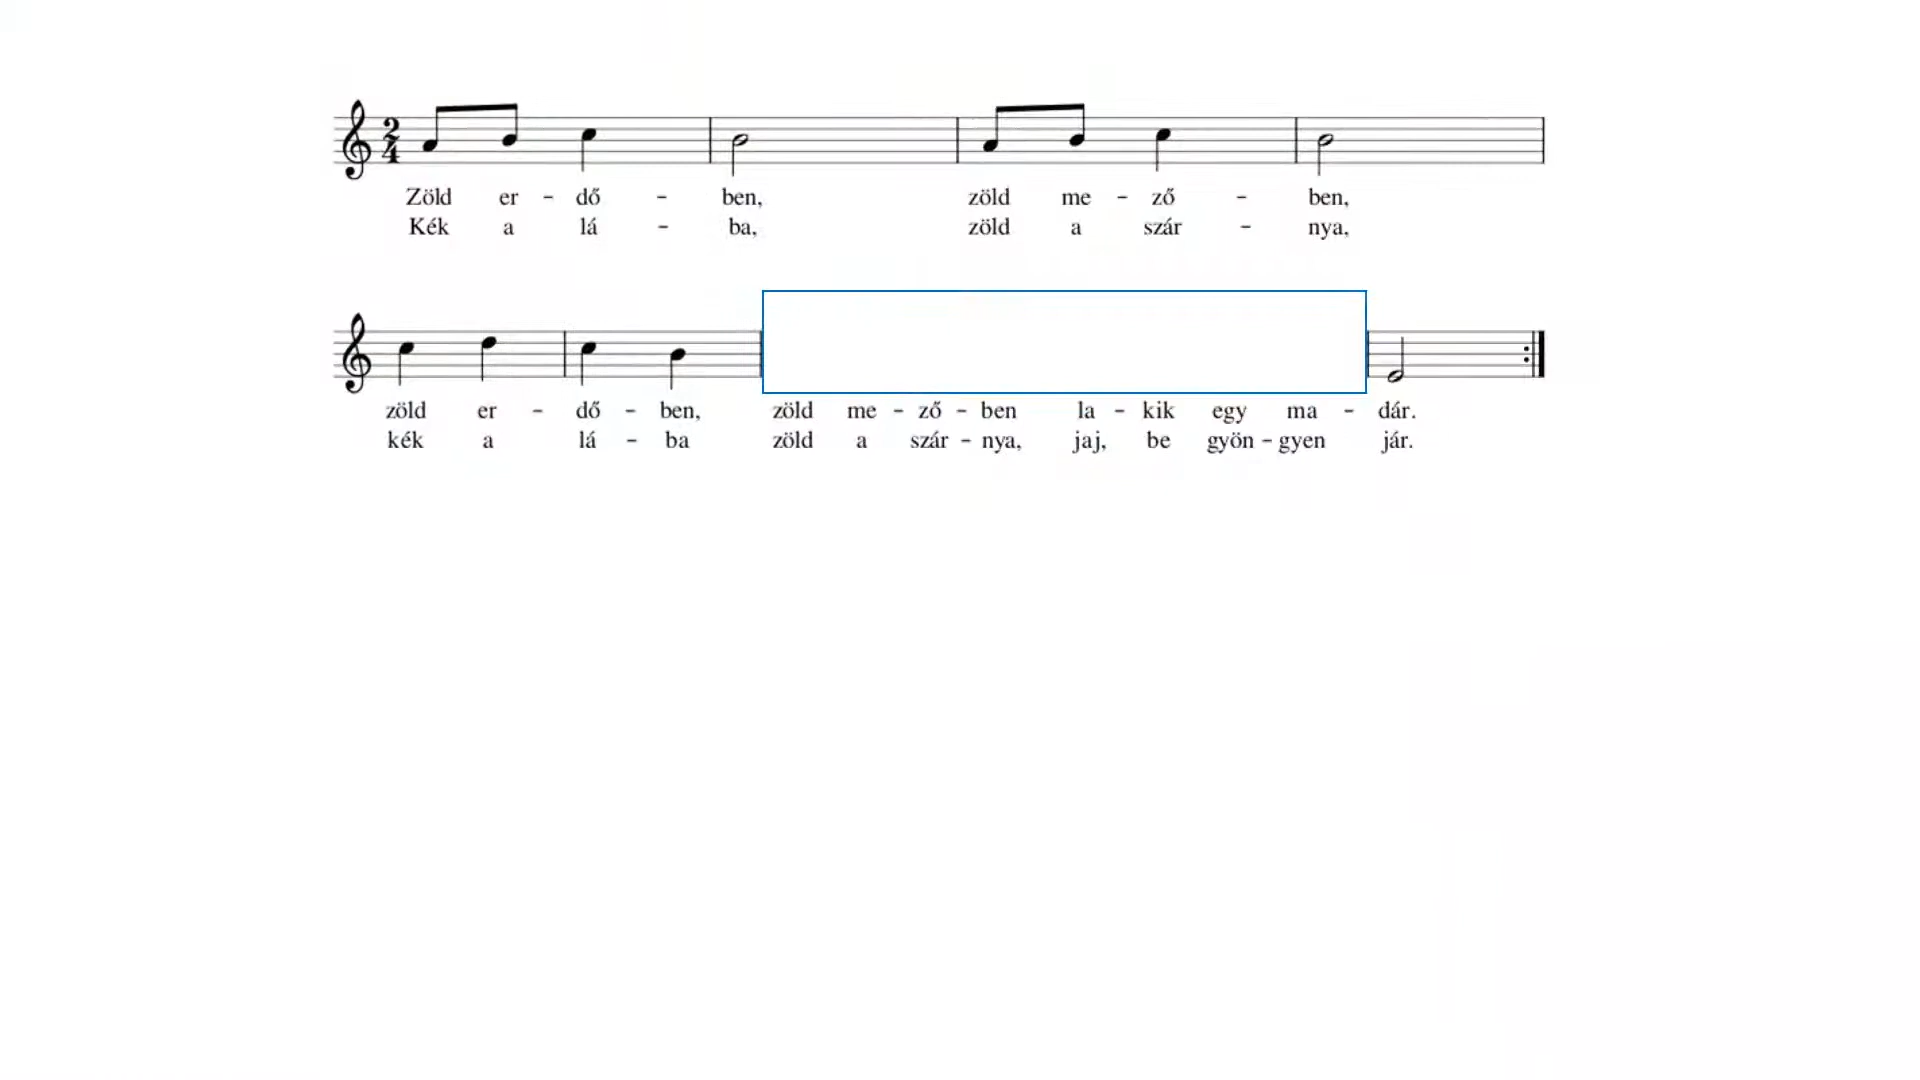 2
4
Zöld er - dő - ben, zöld me - ző - ben,
Kék a lá - ba, zöld a szár - nya,
zöld er - dő - ben, zöld me - ző - ben la - kik egy ma - dár.
kék a lá - ba zöld a szár - nya, jaj, be gyön - gyen jár.